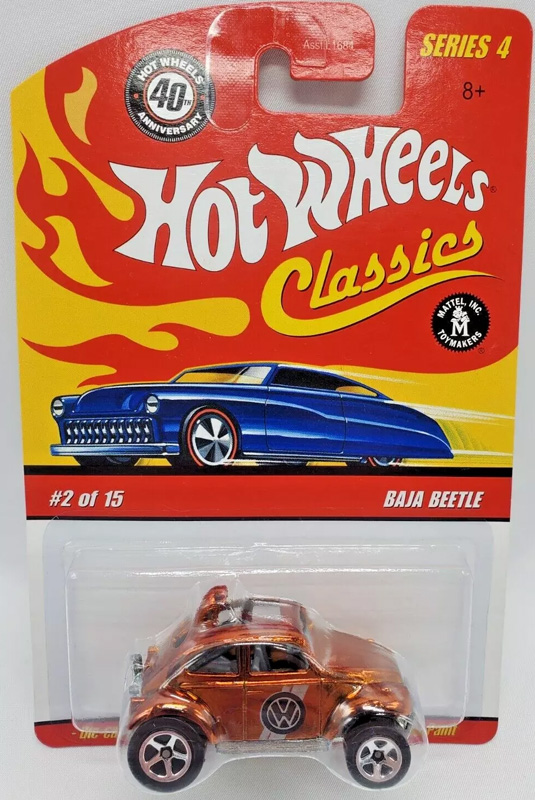 Asst.L1684
SERIES 4
8+
HOT WHEELS
40TH
ANNIVERSARY
HOT WHEELS®
Classics
MATTEL, INC.
M
TOYMAKERS
®
#2 of 15
BAJA BEETLE
VW